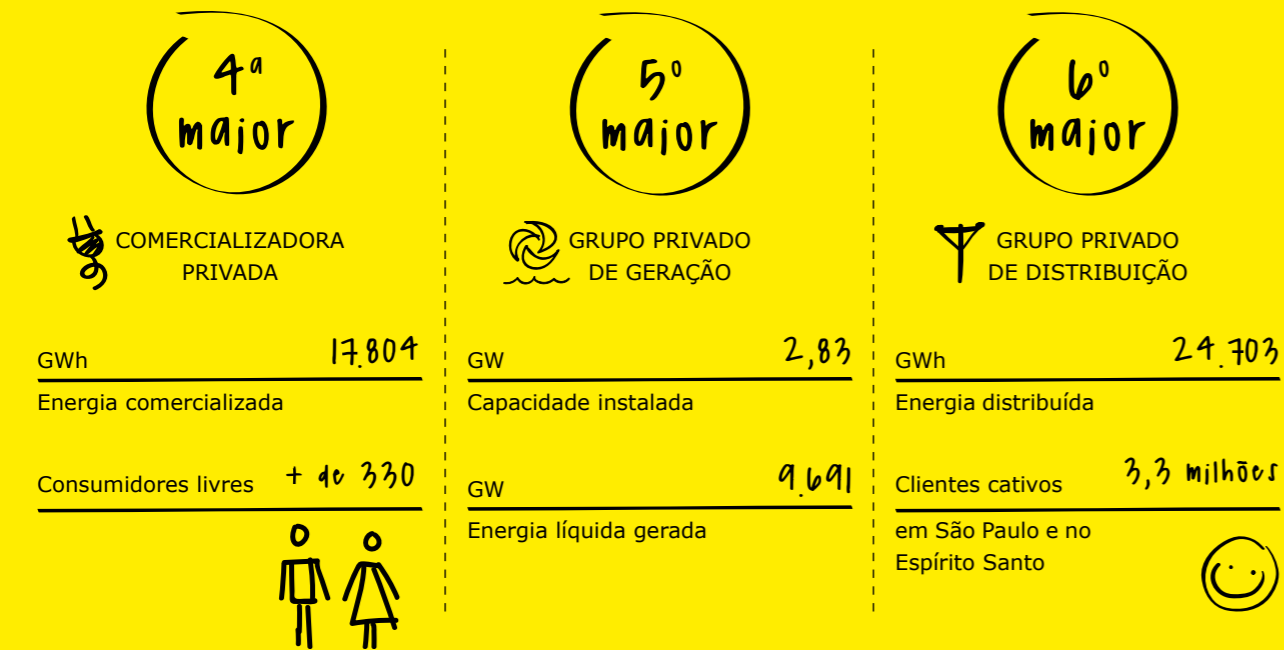 4ª
maior
COMERCIALIZADORA
PRIVADA
GWh 17.804
Energia comercializada
Consumidores livres + de 330
5º
maior
GRUPO PRIVADO
DE GERAÇÃO
GW 2,83
Capacidade instalada
GW 9.691
Energia líquida gerada
6º
maior
GRUPO PRIVADO
DE DISTRIBUIÇÃO
GWh 24.703
Energia distribuída
Clientes cativos 3,3 milhões
em São Paulo e no
Espírito Santo